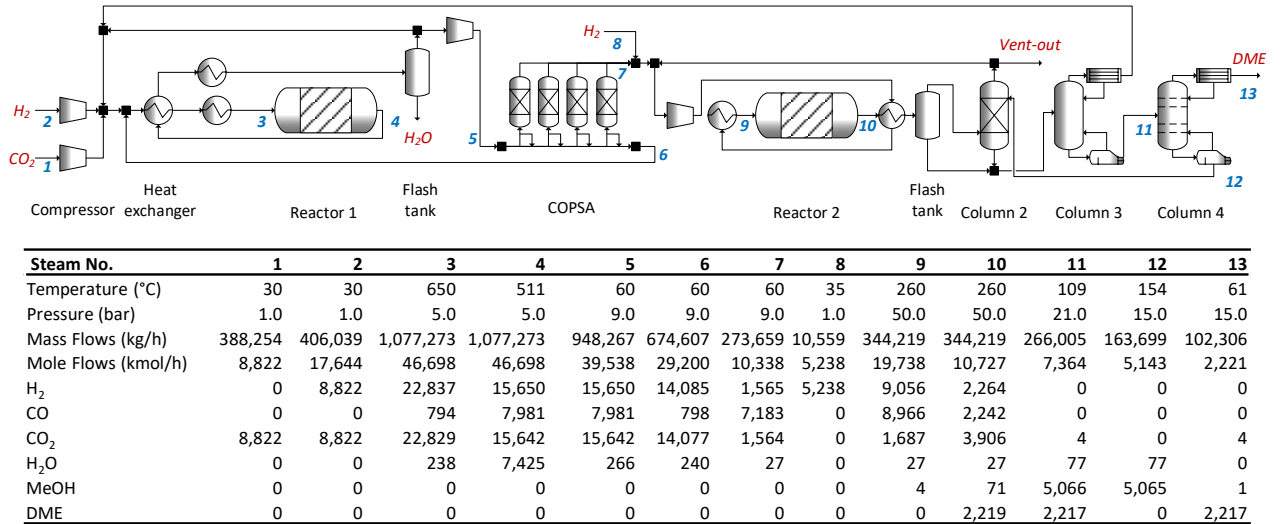 H2 8 Vent-out
7 DME
13
H2 2 3 4 H2O 5 9 10 11
CO2 1 6 12
Compressor Heat exchanger Reactor 1 Flash tank COPSA Reactor 2 Flash tank Column 2 Column 3 Column 4
Steam No. 1 2 3 4 5 6 7 8 9 10 11 12 13
Temperature (°C) 30 30 650 511 60 60 60 35 260 260 109 154 61
Pressure (bar) 1.0 1.0 5.0 5.0 9.0 9.0 9.0 1.0 50.0 50.0 21.0 15.0 15.0
Mass Flows (kg/h) 388,254 406,039 1,077,273 1,077,273 948,267 674,607 273,659 10,559 344,219 344,219 266,005 163,699 102,306
Mole Flows (kmol/h) 8,822 17,644 46,698 46,698 39,538 29,200 10,338 5,238 19,738 10,727 7,364 5,143 2,221
H2 0 8,822 22,837 15,650 15,650 14,085 1,565 5,238 9,056 2,264 0 0 0
CO 0 0 794 7,981 7,981 798 7,183 0 8,966 2,242 0 0 0
CO2 8,822 8,822 22,829 15,642 15,642 14,077 1,564 0 1,687 3,906 4 0 4
H2O 0 0 238 7,425 266 240 27 0 27 27 77 77 0
MeOH 0 0 0 0 0 0 0 0 4 71 5,066 5,065 1
DME 0 0 0 0 0 0 0 0 0 2,219 2,217 0 2,217